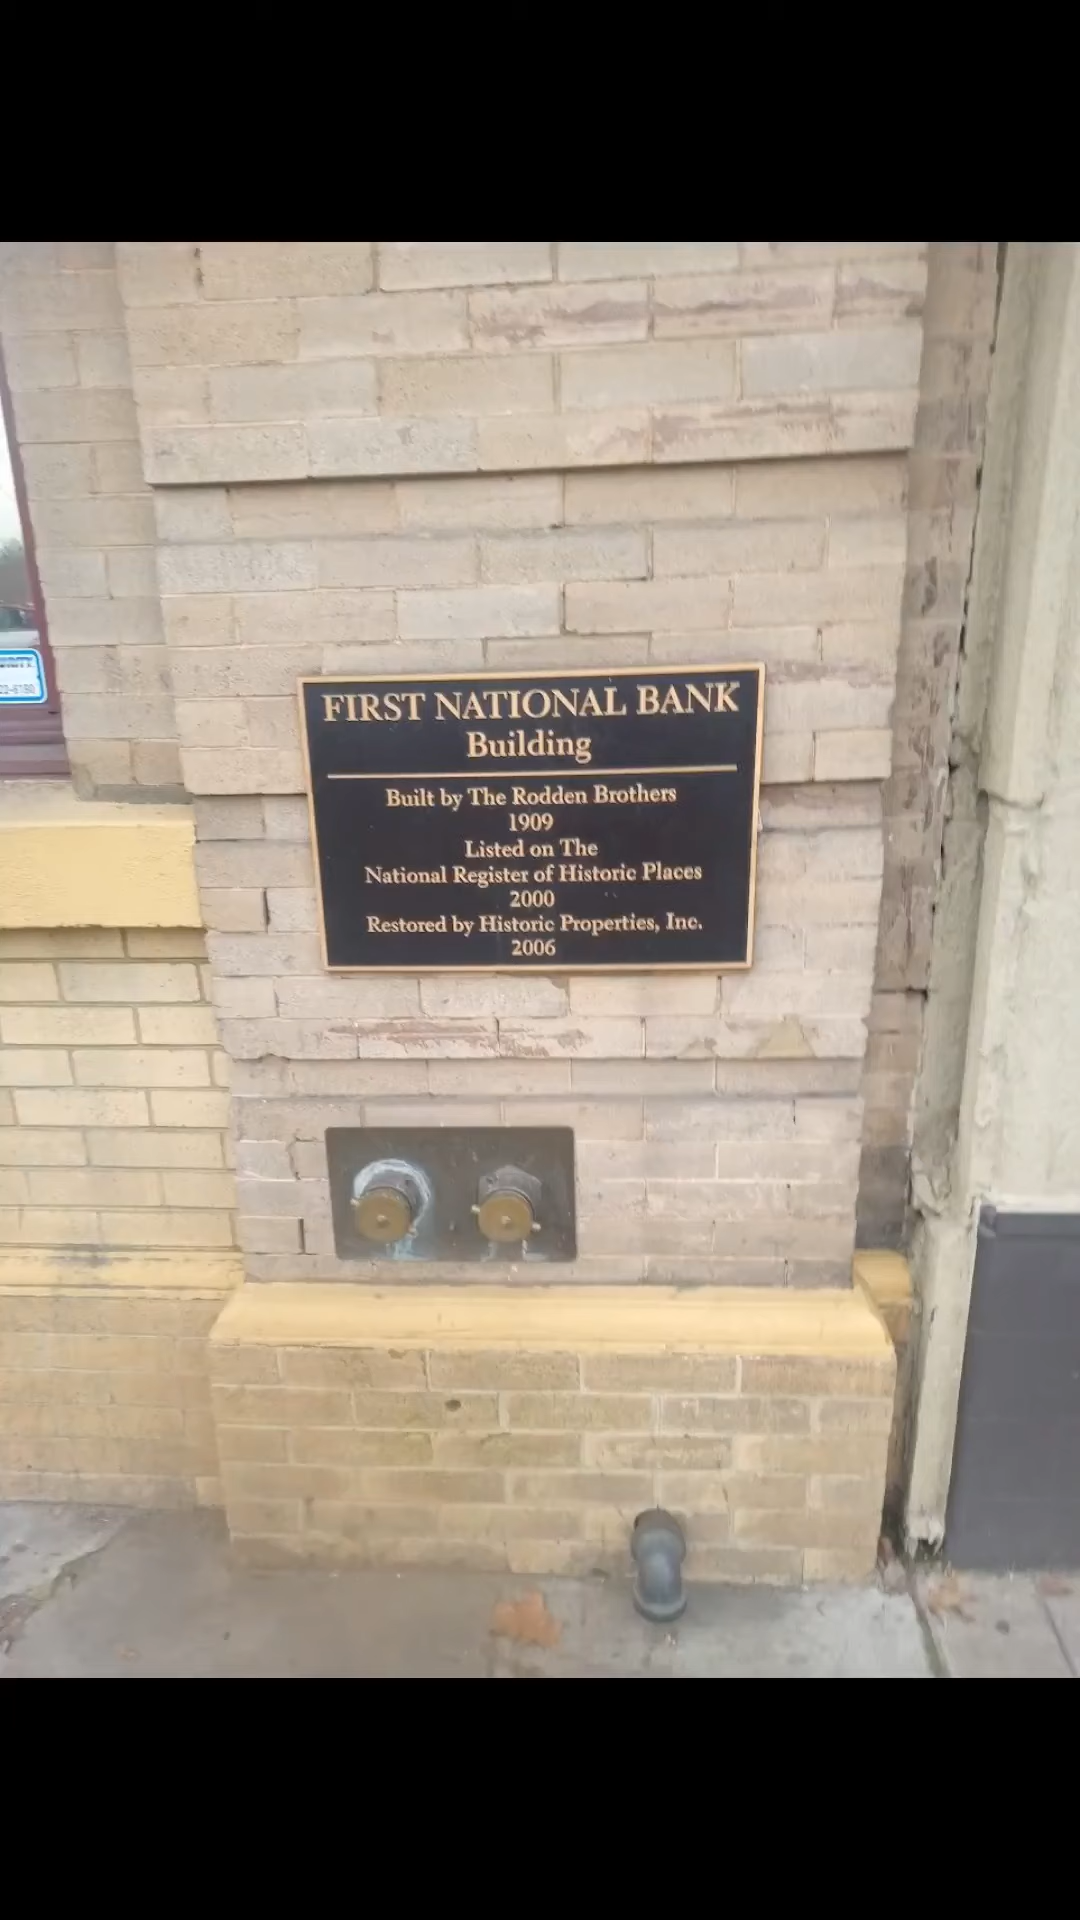 FIRST NATIONAL BANK
Building
Built by The Rodden Brothers
1909
Listed on The
National Register of Historic Places
2000
Restored by Historic Properties, Inc.
2006